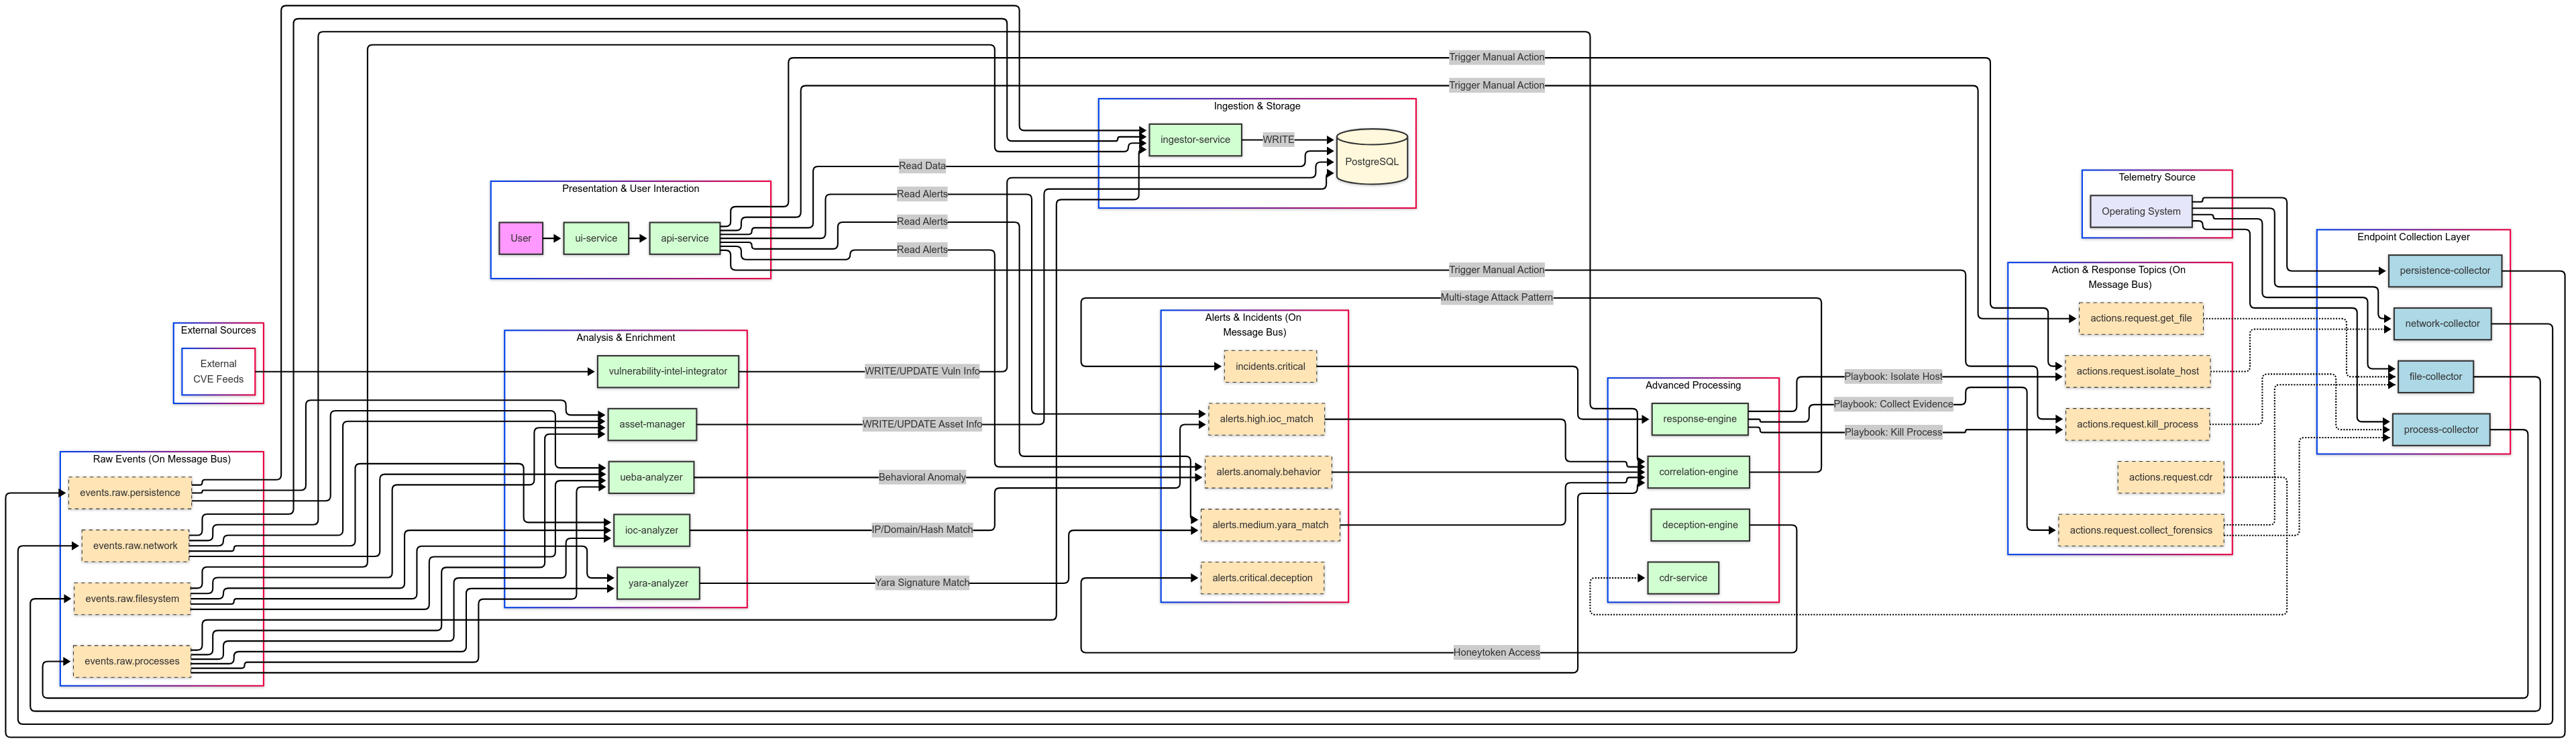 Trigger Manual Action
Trigger Manual Action
Ingestion & Storage
ingestor-service
WRITE
PostgreSQL
Read Data
Presentation & User Interaction
Read Alerts
Read Alerts
Read Alerts
User
ui-service
api-service
Telemetry Source
Operating System
Endpoint Collection Layer
persistence-collector
network-collector
file-collector
process-collector
Trigger Manual Action
Action & Response Topics (On
Message Bus)
actions.request.get_file
actions.request.isolate_host
actions.request.kill_process
actions.request.cdr
actions.request.collect_forensics
Multi-stage Attack Pattern
External Sources
External
CVE Feeds
Analysis & Enrichment
vulnerability-intel-integrator
asset-manager
ueba-analyzer
ioc-analyzer
yara-analyzer
WRITE/UPDATE Vuln Info
WRITE/UPDATE Asset Info
Behavioral Anomaly
IP/Domain/Hash Match
Yara Signature Match
Alerts & Incidents (On
Message Bus)
incidents.critical
alerts.high.ioc_match
alerts.anomaly.behavior
alerts.medium.yara_match
alerts.critical.deception
Advanced Processing
response-engine
correlation-engine
deception-engine
cdr-service
Playbook: Isolate Host
Playbook: Collect Evidence
Playbook: Kill Process
Raw Events (On Message Bus)
events.raw.persistence
events.raw.network
events.raw.filesystem
events.raw.processes
Honeytoken Access